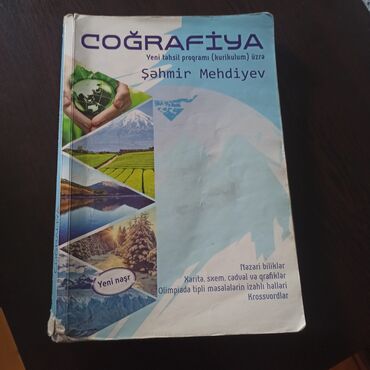 COĞRAFİYA
Yeni təhsil proqramı (kurikulum) üzrə
Şəhmir Mehdiyev
Nəzəri biliklər
Xəritə, sxem, cədvəl və qrafiklər
Olimpiada tipli məsələlərin izahlı həlləri
Krossvordlar
Yeni nəşr